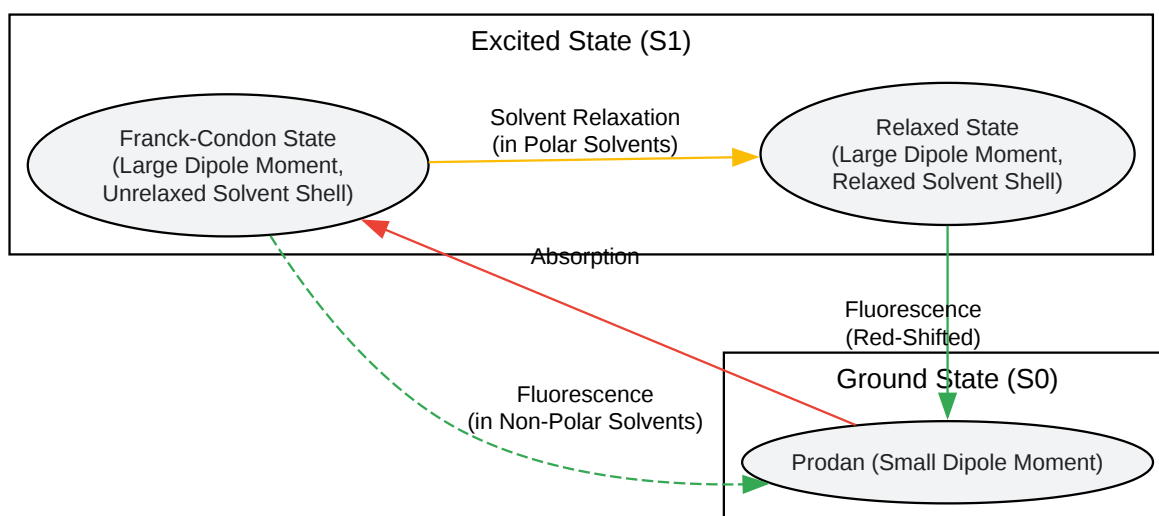 Excited State (S1)
Franck-Condon State
(Large Dipole Moment,
Unrelaxed Solvent Shell)
Solvent Relaxation
(in Polar Solvents)
Relaxed State
(Large Dipole Moment,
Relaxed Solvent Shell)
Absorption
Fluorescence
(Red-Shifted)
Fluorescence
(in Non-Polar Solvents)
Ground State (S0)
Prodan (Small Dipole Moment)